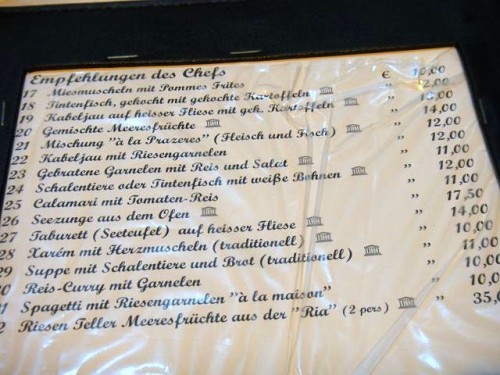 Empfehlungen des Chefs
17 Miesmuscheln mit Pommes Frites € 10,00
18 Tintenfisch, gekocht mit gekochte Kartoffeln "
19 Kabeljau auf heisser Fliese mit gek. Kartoffeln "
20 Gemischte Meeresfrüchte " 14,00
21 Mischung "à la Prazeres" (Fleisch und Fisch) " 12,00
22 Kabeljau mit Riesengarnelen " 12,00
23 Gebratene Garnelen mit Reis und Salat " 11,00
24 Schalentiere oder Tintenfisch mit weiße Bohnen " 12,00
25 Calamari mit Tomaten-Reis " 11,00
26 Seezunge aus dem Ofen " 17,50
27 Taburett (Seeteufel) auf heisser Fliese " 14,00
28 Xarém mit Herzmuscheln (traditionell) " 10,00
29 Suppe mit Schalentiere und Brot (traditionell) " 11,00
30 Reis-Curry mit Garnelen " 10,00
31 Spagetti mit Riesengarnelen "à la maison" " 10,00
2 Riesen Teller Meeresfrüchte aus der "Ria" (2 pers) " 35,0